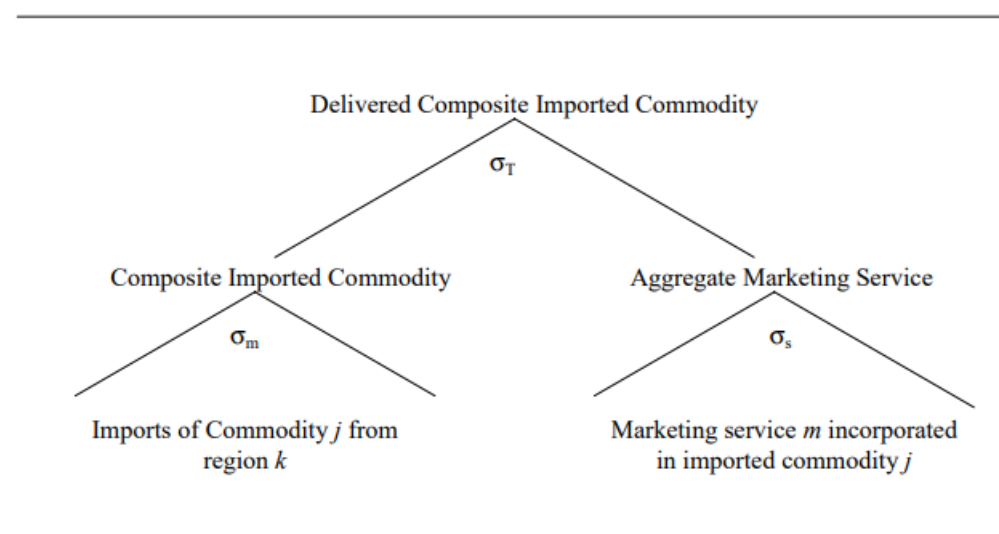 Delivered Composite Imported Commodity
σT
Composite Imported Commodity
Aggregate Marketing Service
σm
σs
Imports of Commodity j from
region k
Marketing service m incorporated
in imported commodity j